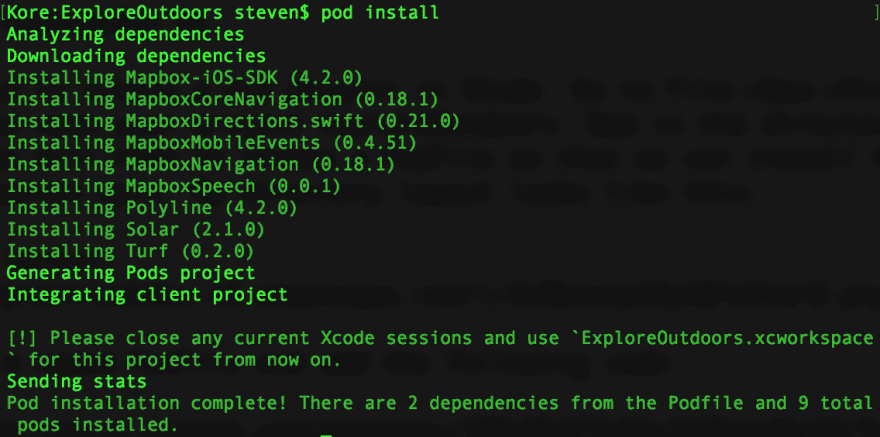 [Kore:ExploreOutdoors steven$ pod install ]
Analyzing dependencies
Downloading dependencies
Installing Mapbox-iOS-SDK (4.2.0)
Installing MapboxCoreNavigation (0.18.1)
Installing MapboxDirections.swift (0.21.0)
Installing MapboxMobileEvents (0.4.51)
Installing MapboxNavigation (0.18.1)
Installing MapboxSpeech (0.0.1)
Installing Polyline (4.2.0)
Installing Solar (2.1.0)
Installing Turf (0.2.0)
Generating Pods project
Integrating client project
[!] Please close any current Xcode sessions and use `ExploreOutdoors.xcworkspace
` for this project from now on.
Sending stats
Pod installation complete! There are 2 dependencies from the Podfile and 9 total
pods installed.